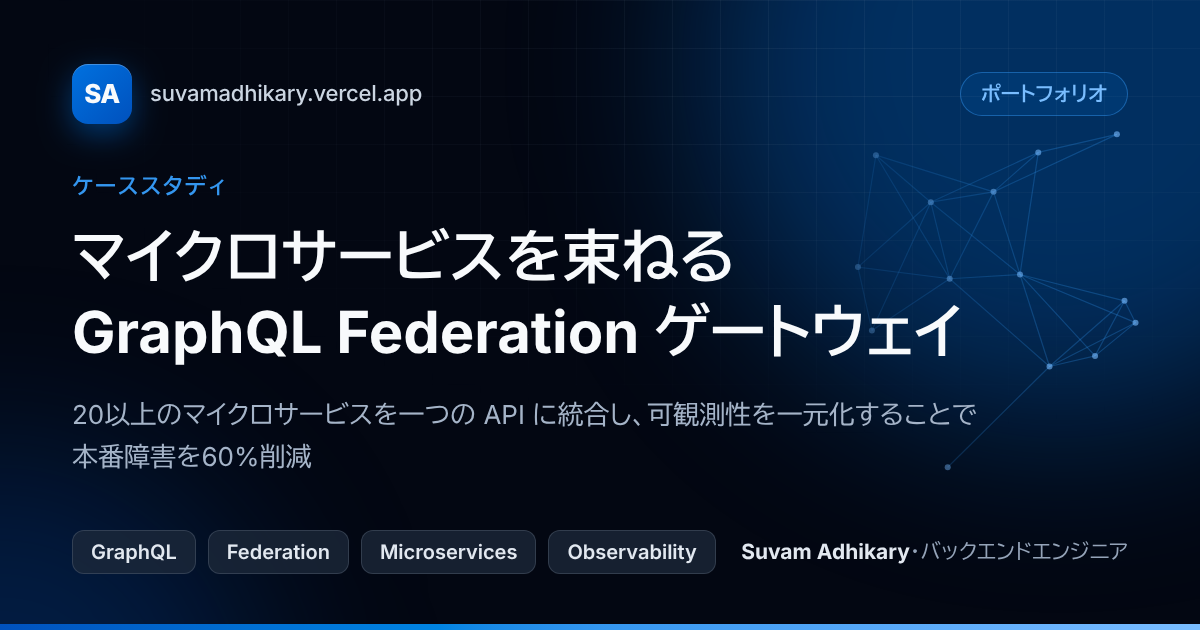 SA
suvamadhikary.vercel.app
ポートフォリオ
ケーススタディ
マイクロサービスを束ねる
GraphQL Federation ゲートウェイ
20以上のマイクロサービスを一つの API に統合し、可観測性を一元化することで
本番障害を60%削減
GraphQL
Federation
Microservices
Observability
Suvam Adhikary・バックエンドエンジニア